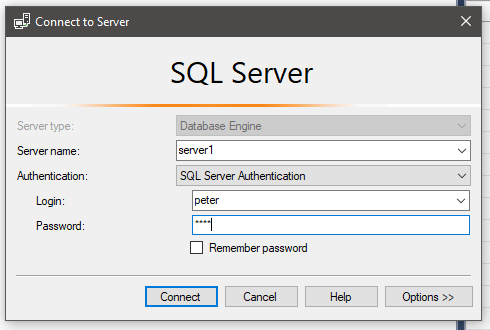 Connect to Server
SQL Server
Server type: Database Engine
Server name: server1
Authentication: SQL Server Authentication
Login: peter
Password: ****
Remember password
Connect Cancel Help Options >>